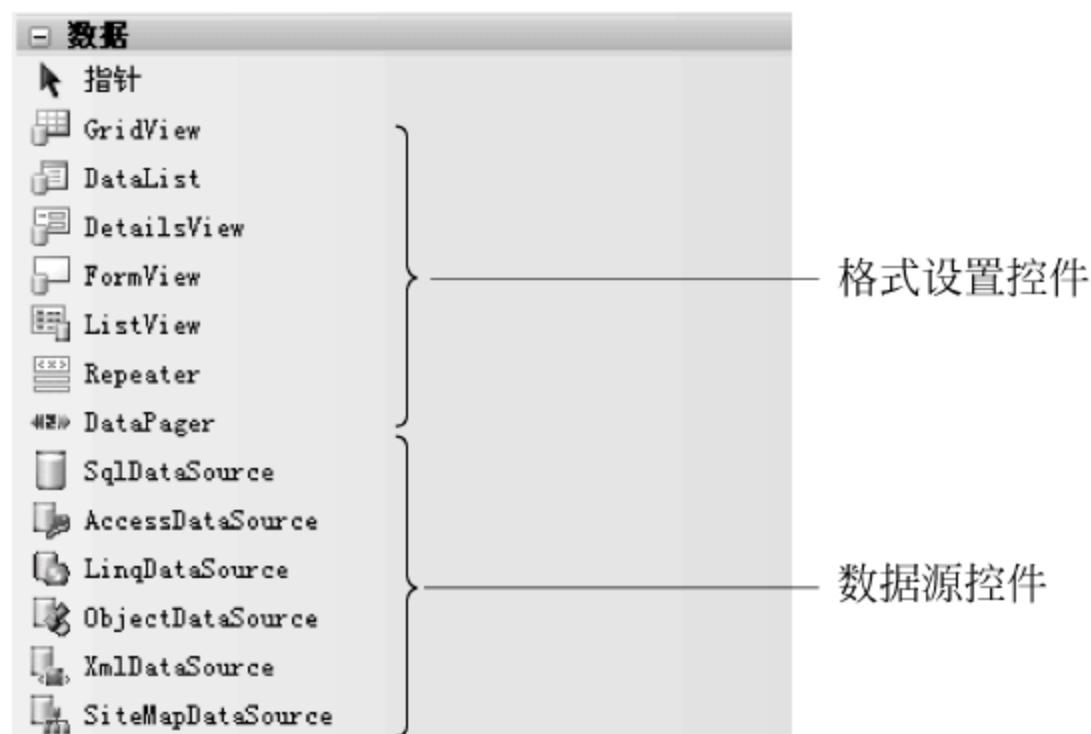 数据
指针
GridView
DataList
DetailsView
FormView
格式设置控件
ListView
Repeater
DataPager
SqlDataSource
AccessDataSource
LinqDataSource
数据源控件
ObjectDataSource
XmlDataSource
SiteMapDataSource